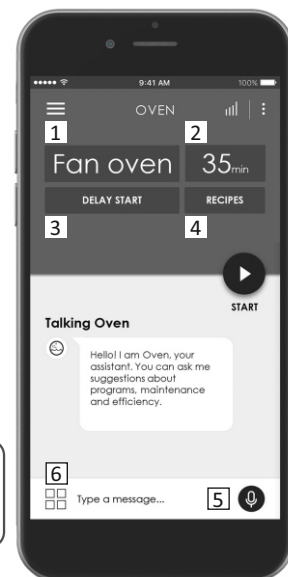 9:41 AM 100%
OVEN
1 2
Fan oven 35min
DELAY START RECIPES
3 4
START
Talking Oven
Hello! I am Oven, your
assistant. You can ask me
suggestions about
programs, maintenance
and efficiency.
6
Type a message... 5